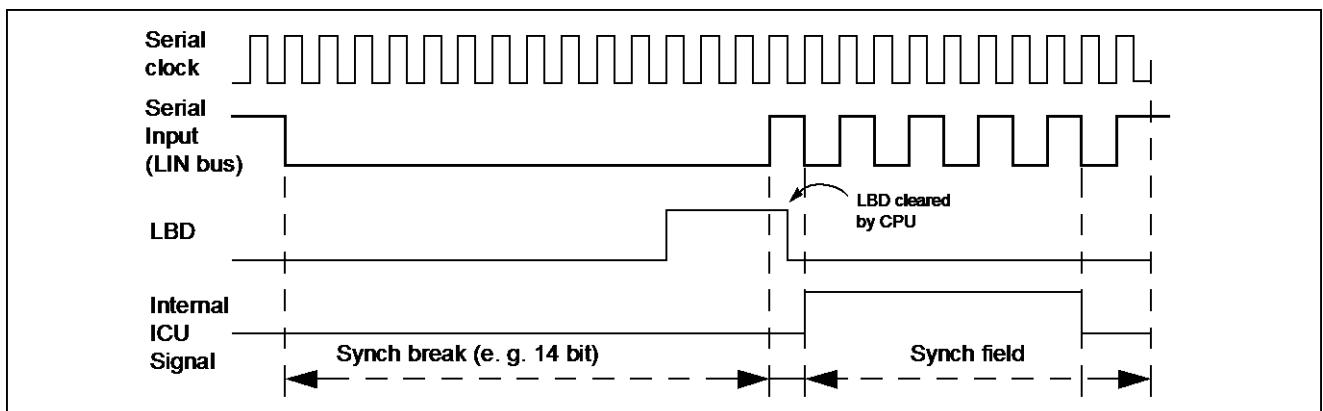 Serial
clock
Serial
Input
(LIN bus)
LBD cleared
by CPU
LBD
Internal
ICU
Signal
Synch break (e. g. 14 bit)
Synch field